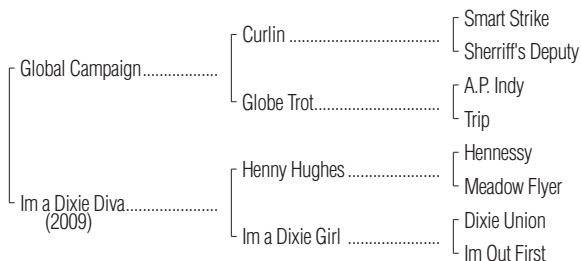 Smart Strike
Curlin ........................................
Sherriff's Deputy
Global Campaign...................
A.P. Indy
Globe Trot.................................
Trip
Hennessy
Henny Hughes ........................
Meadow Flyer
Im a Dixie Diva.......................
(2009)
Dixie Union
Im a Dixie Girl ........................
Im Out First